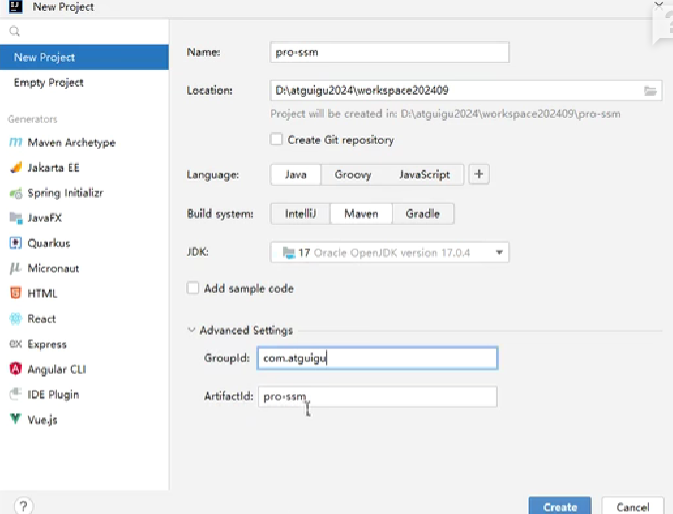 New Project
New Project
Empty Project
Generators
Maven Archetype
Jakarta EE
Spring Initializr
JavaFX
Quarkus
Micronaut
HTML
React
Express
Angular CLI
IDE Plugin
Vue.js
Name: pro-ssm
Location: D:\atguigu2024\workspace202409
Project will be created in: D:\atguigu2024\workspace202409\pro-ssm
Create Git repository
Language: Java Groovy JavaScript +
Build system: IntelliJ Maven Gradle
JDK: 17 Oracle OpenJDK version 17.0.4
Add sample code
Advanced Settings
GroupId: com.atguigu
ArtifactId: pro-ssm
? Create Cancel